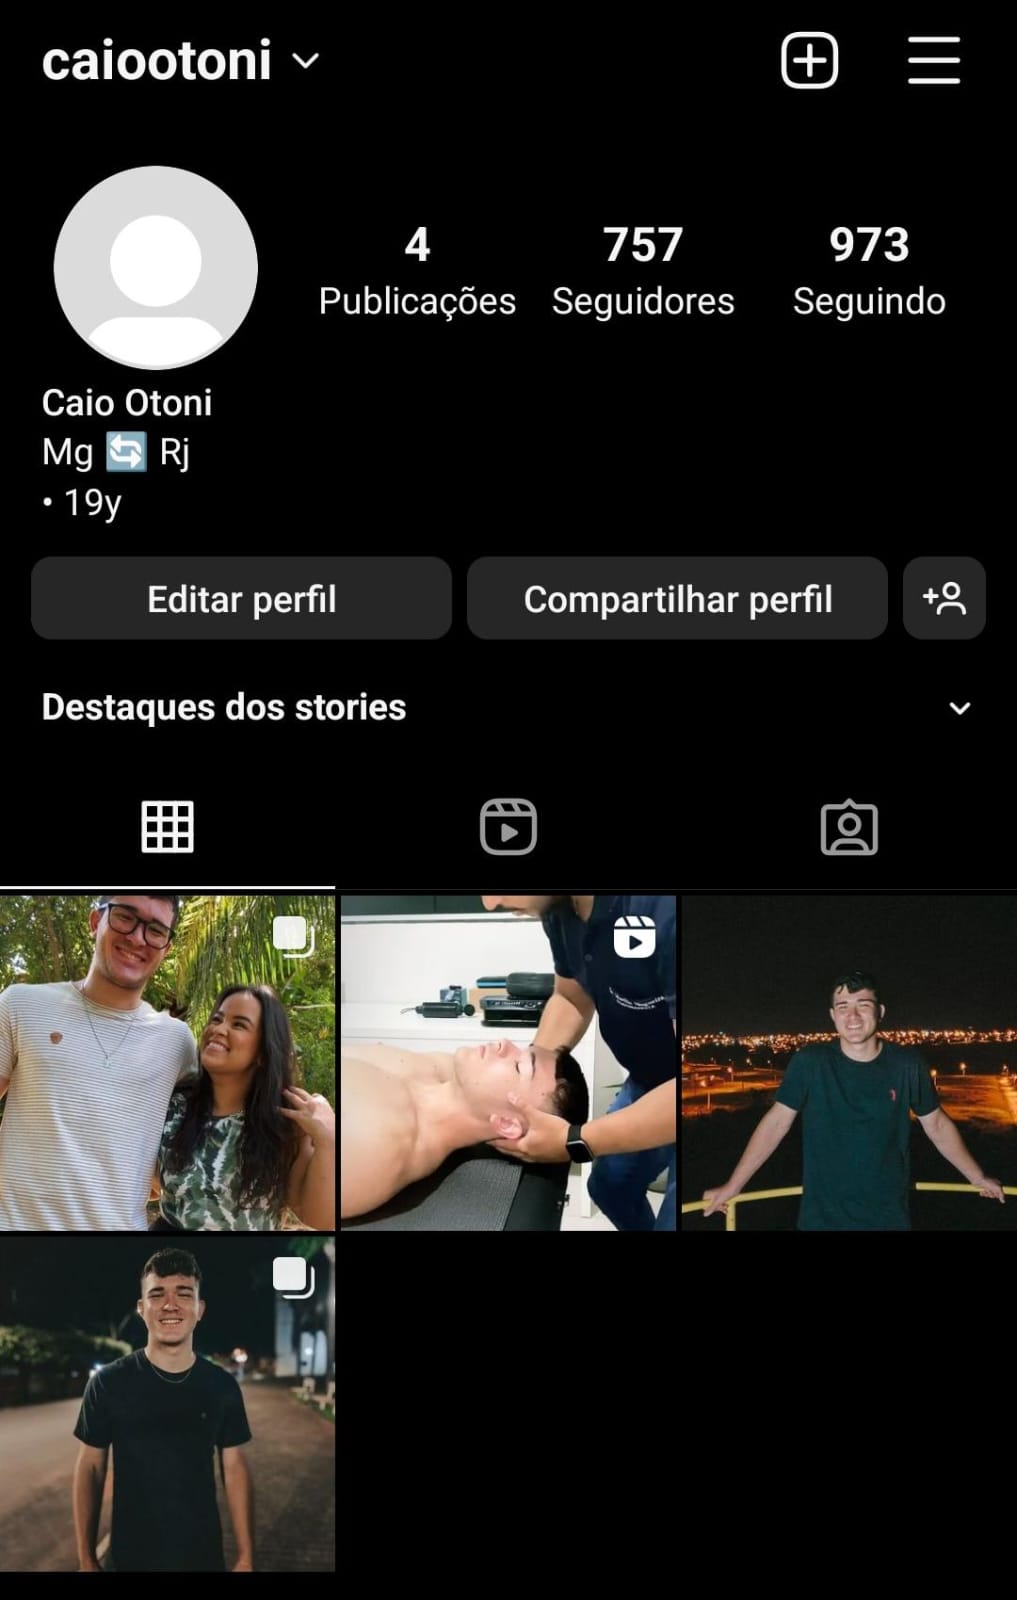 caiootoni
4
757
973
Publicações
Seguidores
Seguindo
Caio Otoni
Mg 🔄 Rj
• 19y
Editar perfil
Compartilhar perfil
Destaques dos stories